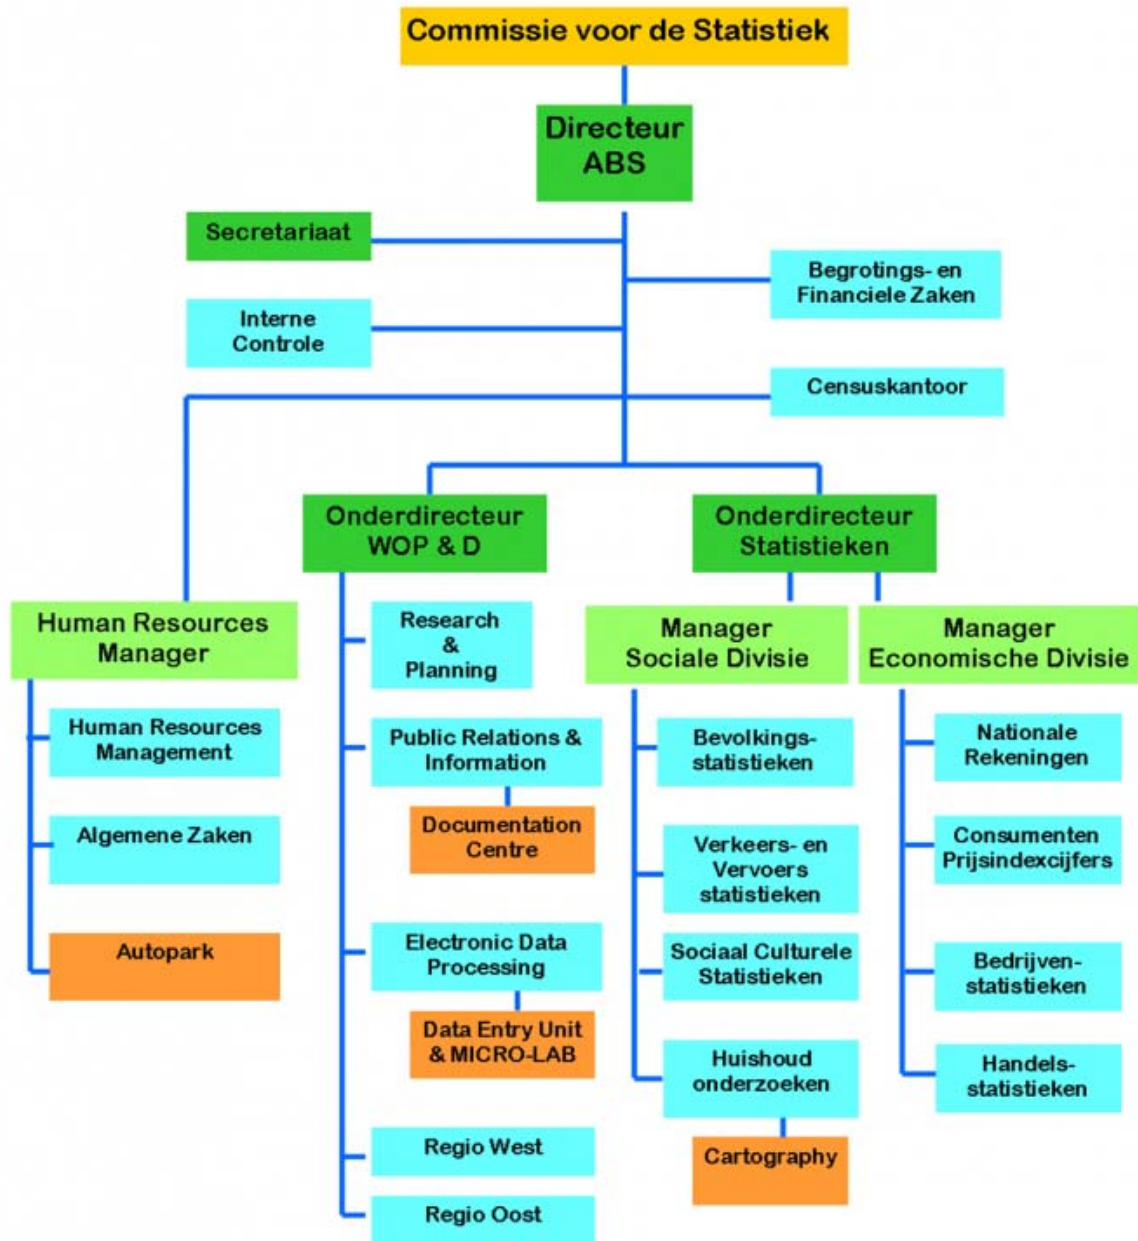 Commissie voor de Statistiek
Directeur
ABS
Secretariaat
Begrotings- en
Financiele Zaken
Interne
Controle
Censuskantoor
Onderdirecteur
WOP & D
Onderdirecteur
Statistieken
Human Resources
Manager
Human Resources
Management
Algemene Zaken
Autopark
Research
&
Planning
Public Relations &
Information
Documentation
Centre
Electronic Data
Processing
Data Entry Unit
& MICRO-LAB
Regio West
Regio Oost
Manager
Sociale Divisie
Bevolkings-
statistieken
Verkeers- en
Vervoers
statistieken
Sociaal Culturele
Statistieken
Huishoud
onderzoeken
Cartography
Manager
Economische Divisie
Nationale
Rekeningen
Consumenten
Prijsindexcijfers
Bedrijven-
statistieken
Handels-
statistieken